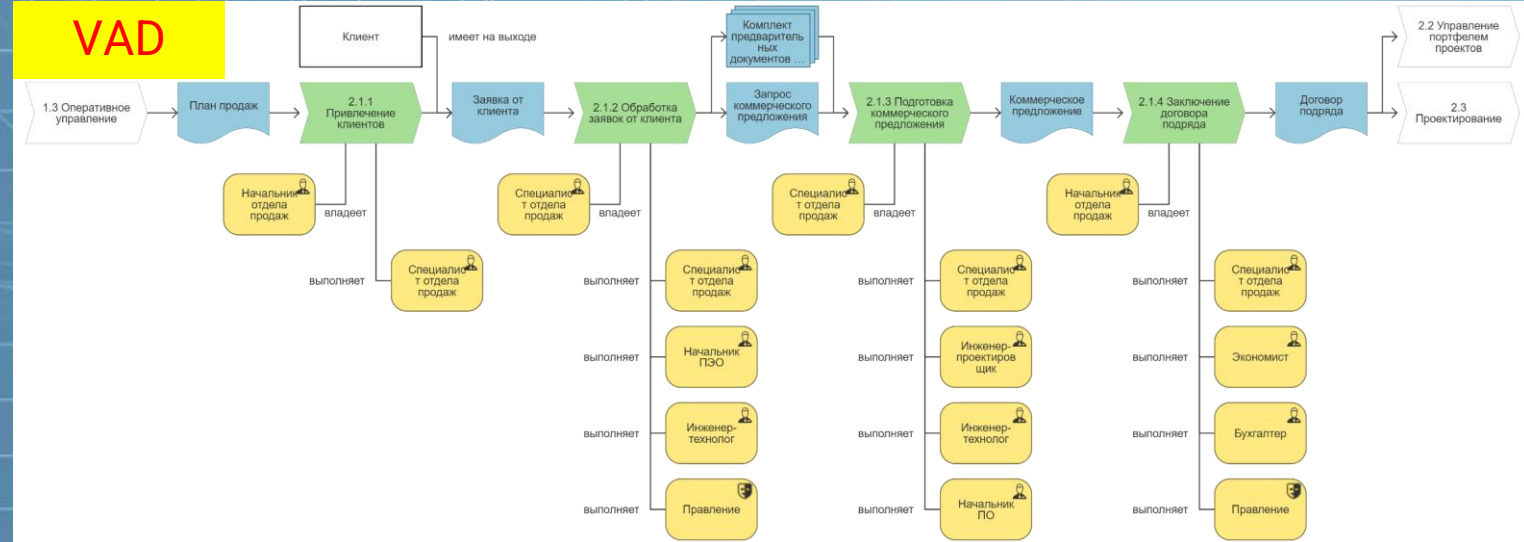 VAD
Клиент
имеет на выходе
Комплект
предваритель
ных
документов ...
2.2 Управление
портфелем
проектов
1.3 Оперативное
управление
План продаж
2.1.1
Привлечение
клиентов
Заявка от
клиента
2.1.2 Обработка
заявок от клиента
Запрос
коммерческого
предложения
2.1.3 Подготовка
коммерческого
предложения
Коммерческое
предложение
2.1.4 Заключение
договора
подряда
Договор
подряда
2.3
Проектирование
Начальник
отдела
продаж
владеет
Специалис
т отдела
продаж
владеет
Специалис
т отдела
продаж
владеет
Начальник
отдела
продаж
владеет
выполняет
Специалис
т отдела
продаж
выполняет
Специалис
т отдела
продаж
выполняет
Специалис
т отдела
продаж
выполняет
Специалис
т отдела
продаж
выполняет
Начальник
ПЭО
выполняет
Инженер-
проектиров
щик
выполняет
Экономист
выполняет
Инженер-
технолог
выполняет
Инженер-
технолог
выполняет
Бухгалтер
выполняет
Правление
выполняет
Начальник
ПО
выполняет
Правление